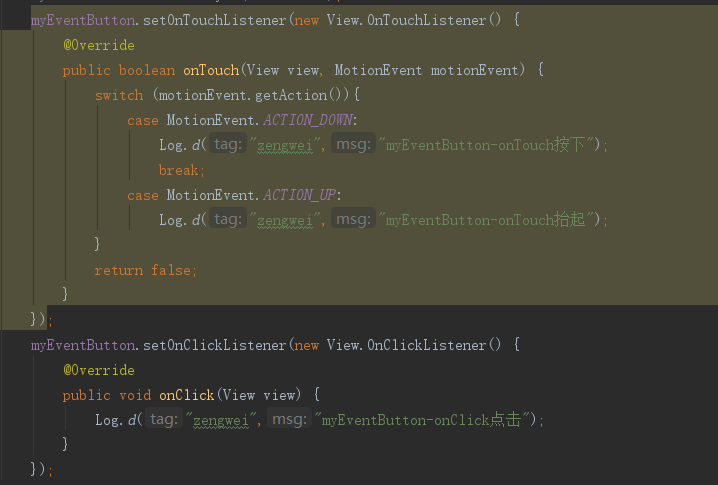 myEventButton.setOnTouchListener(new View.OnTouchListener() {
@Override
public boolean onTouch(View view, MotionEvent motionEvent) {
switch (motionEvent.getAction()){
case MotionEvent.ACTION_DOWN:
Log.d( tag: "zengwei", msg: "myEventButton-onTouch按下");
break;
case MotionEvent.ACTION_UP:
Log.d( tag: "zengwei", msg: "myEventButton-onTouch抬起");
}
return false;
}
});
myEventButton.setOnClickListener(new View.OnClickListener() {
@Override
public void onClick(View view) {
Log.d( tag: "zengwei", msg: "myEventButton-onClick点击");
}
});